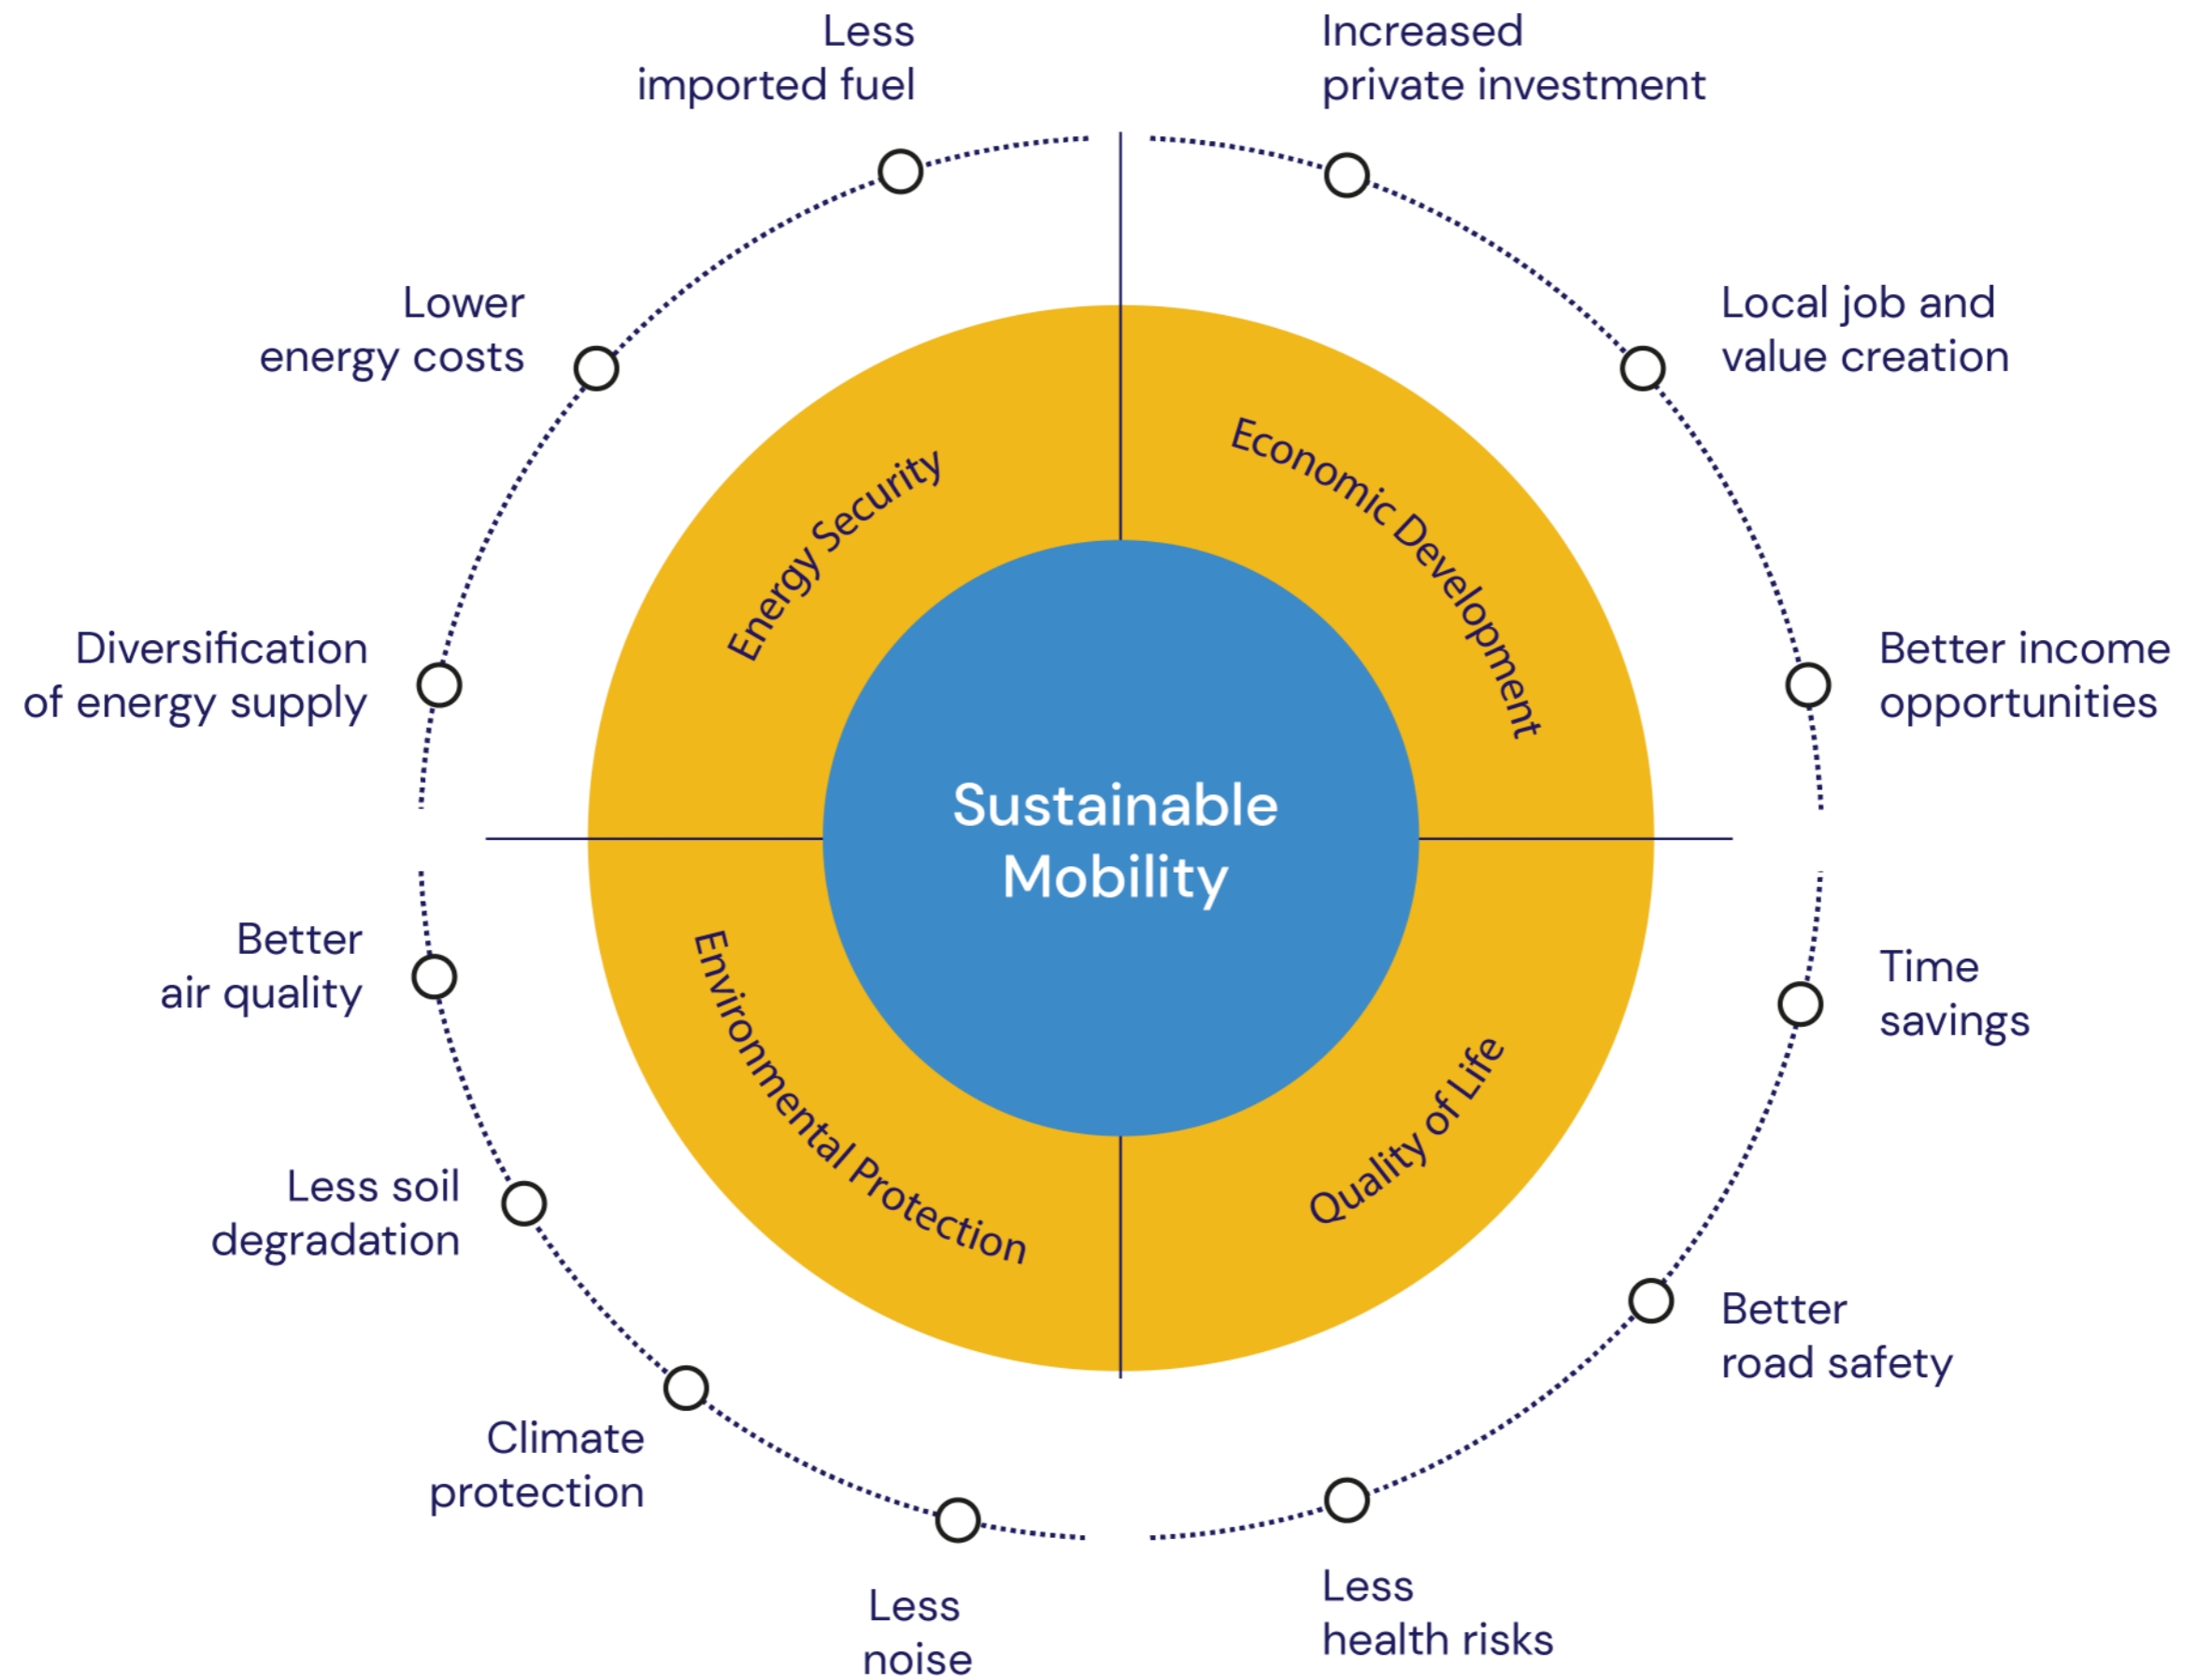 Less
imported fuel
Increased
private investment
Lower
energy costs
Local job and
value creation
Energy Security
Economic Development
Diversification
of energy supply
Better income
opportunities
Sustainable
Mobility
Better
air quality
Time
savings
Environmental Protection
Quality of Life
Less soil
degradation
Better
road safety
Climate
protection
Less
noise
Less
health risks